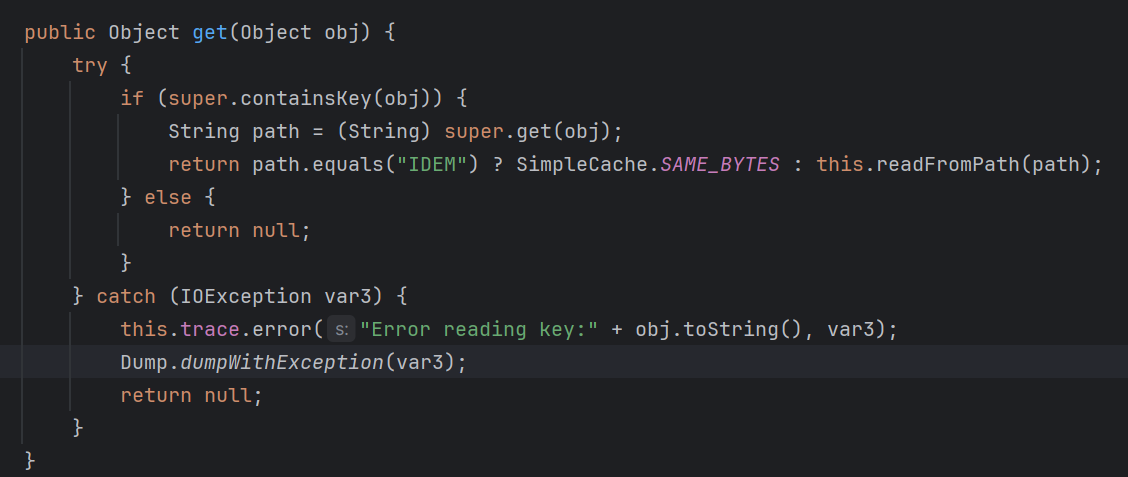 public Object get(Object obj) {
try {
if (super.containsKey(obj)) {
String path = (String) super.get(obj);
return path.equals("IDEM") ? SimpleCache.SAME_BYTES : this.readFromPath(path);
} else {
return null;
}
} catch (IOException var3) {
this.trace.error( s: "Error reading key:" + obj.toString(), var3);
Dump.dumpWithException(var3);
return null;
}
}